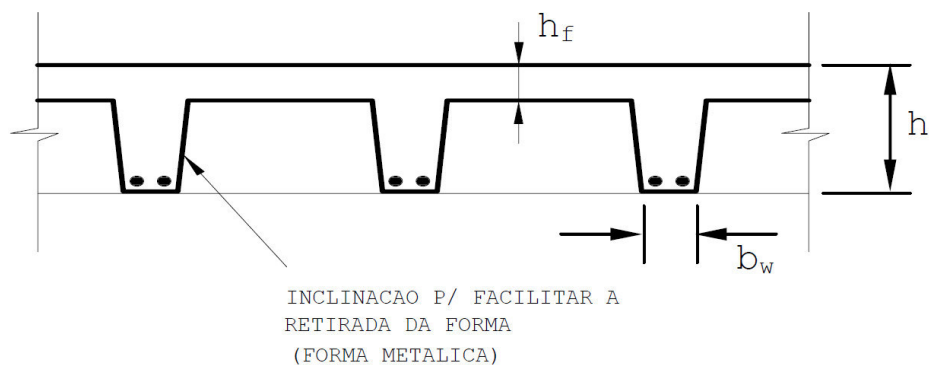 h_f
h
b_w
INCLINACAO P/ FACILITAR A
RETIRADA DA FORMA
(FORMA METALICA)